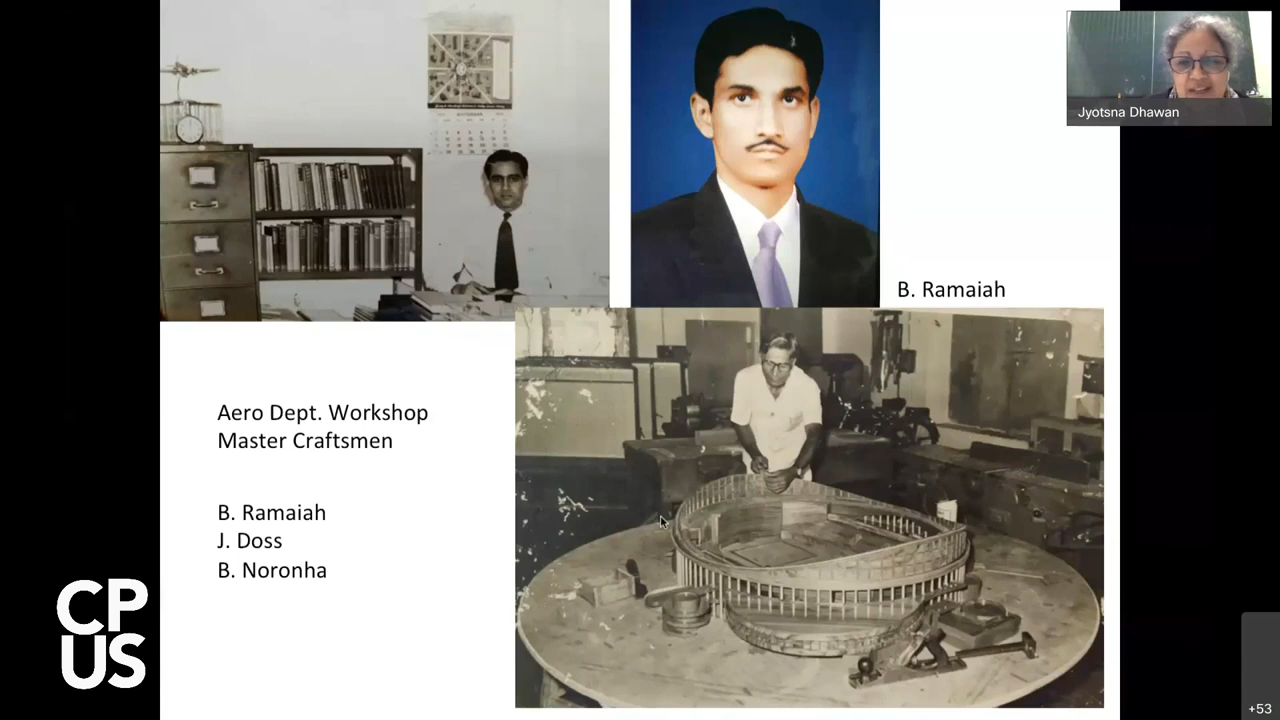 Jyotsna Dhawan
B. Ramaiah
Aero Dept. Workshop
Master Craftsmen
B. Ramaiah
J. Doss
B. Noronha
CP
US
+53